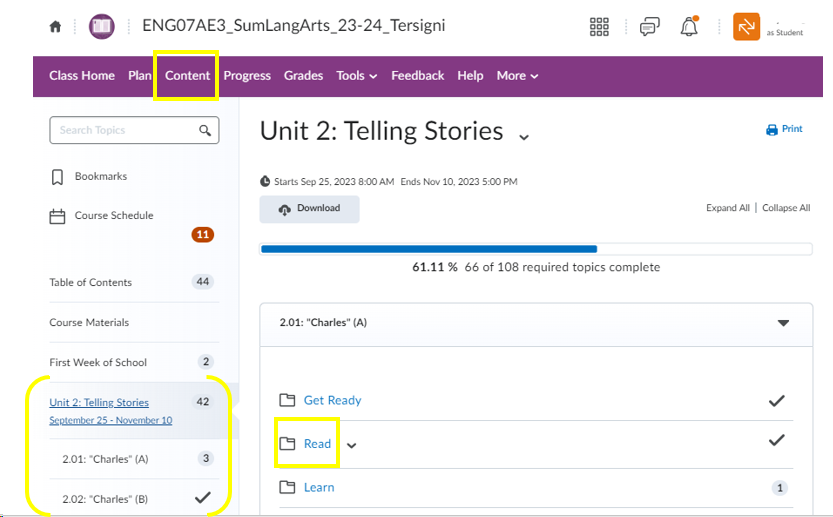 ENG07AE3_SumLangArts_23-24_Tersigni
as Student
Class Home Plan Content Progress Grades Tools Feedback Help More
Search Topics
Bookmarks
Course Schedule
11
Table of Contents 44
Course Materials
First Week of School 2
Unit 2: Telling Stories 42
September 25 - November 10
2.01: "Charles" (A) 3
2.02: "Charles" (B)
Unit 2: Telling Stories
Print
Starts Sep 25, 2023 8:00 AM Ends Nov 10, 2023 5:00 PM
Download
Expand All | Collapse All
61.11 % 66 of 108 required topics complete
2.01: "Charles" (A)
Get Ready
Read
Learn 1